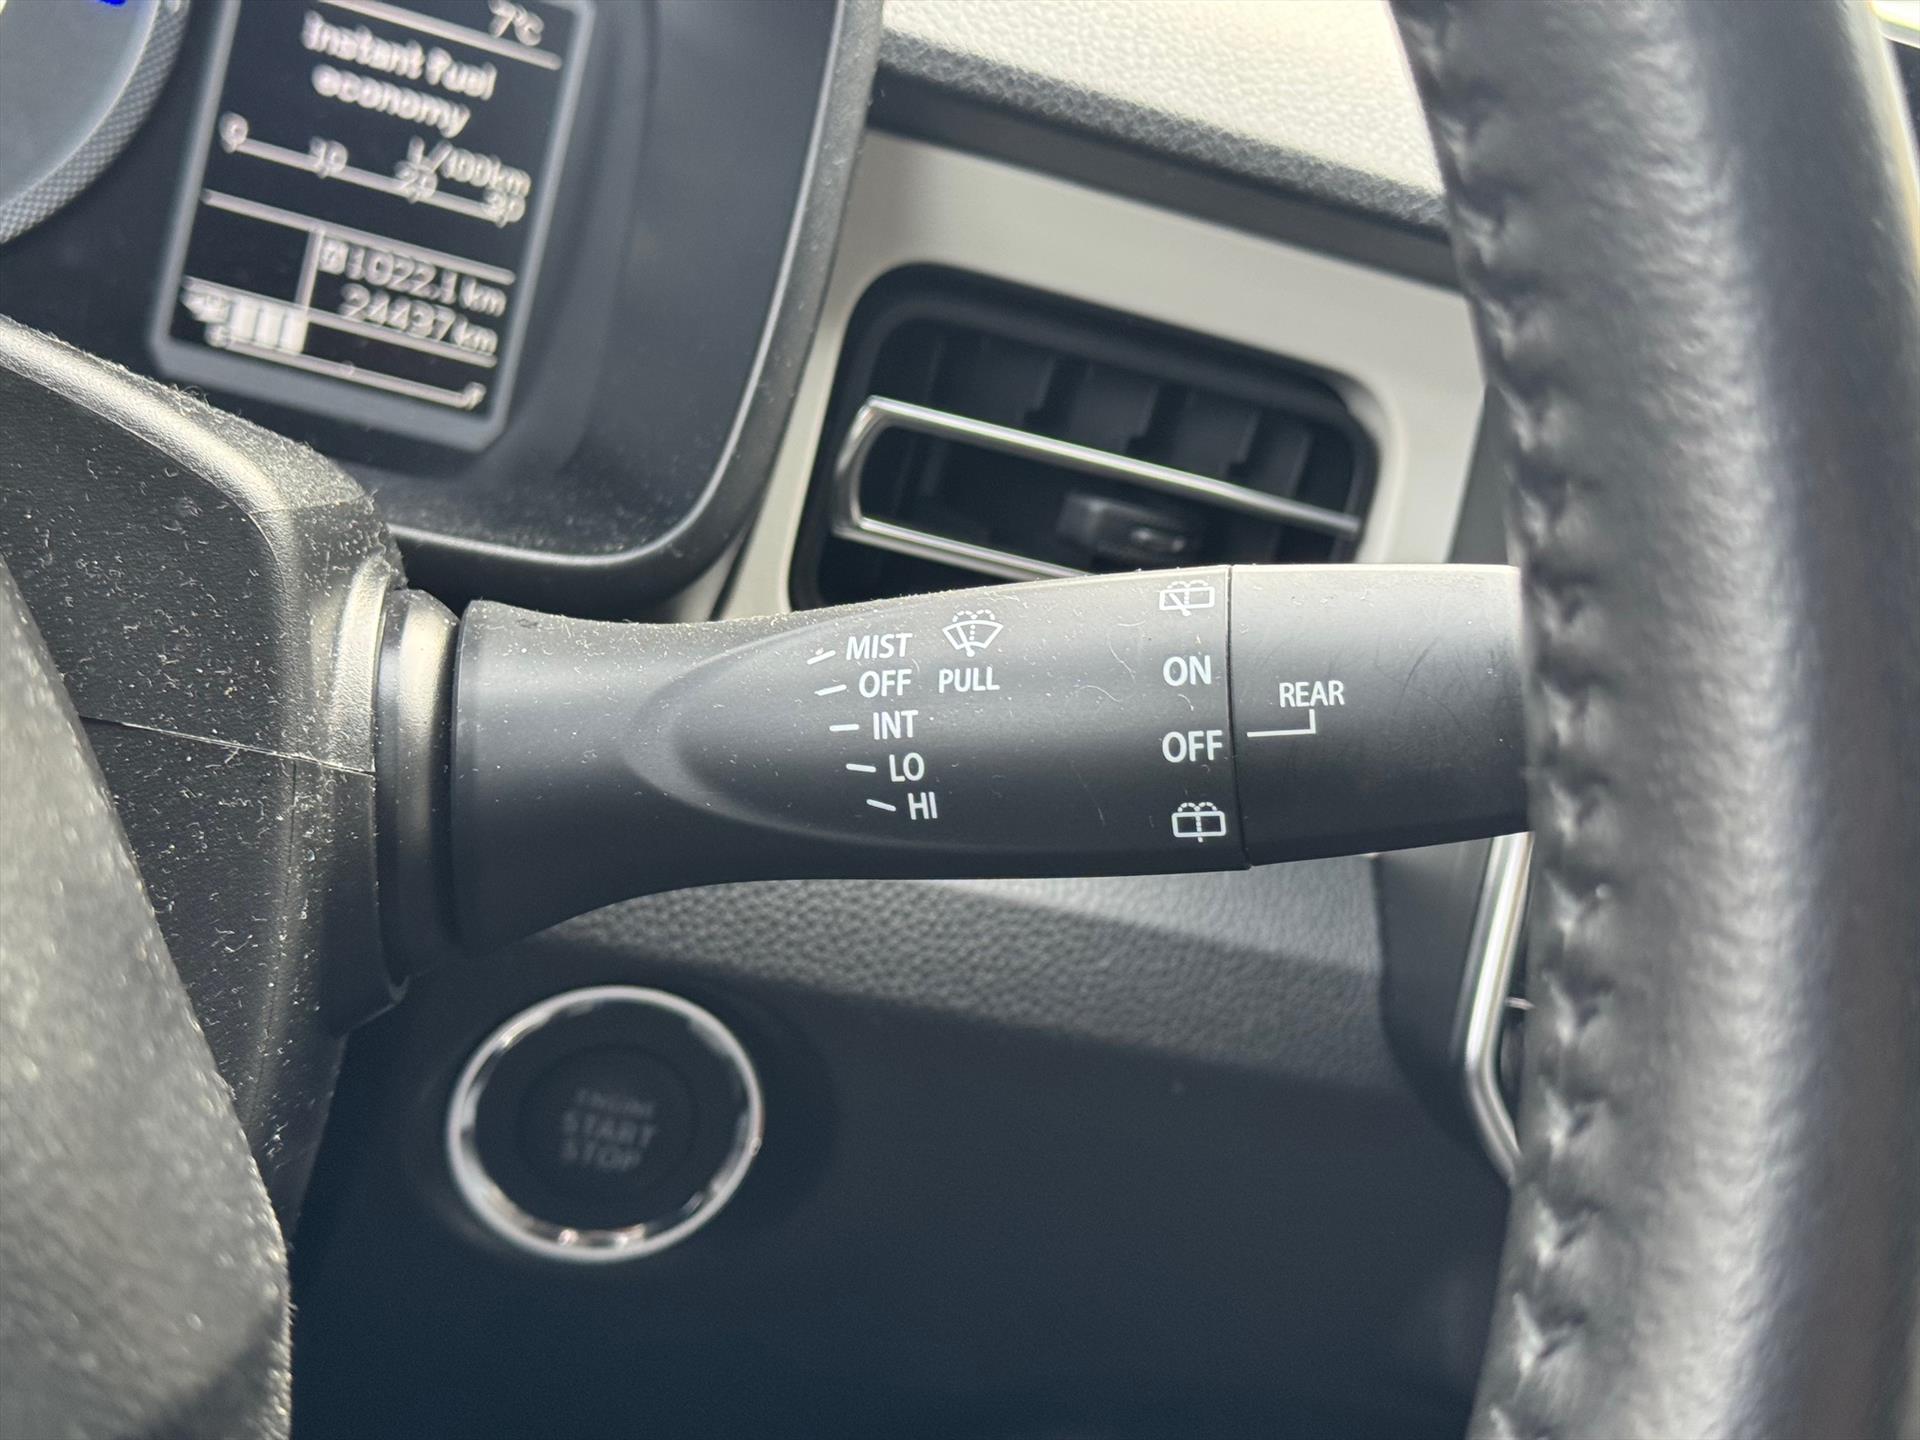 7°C
Instant Fuel
economy
L/100km
0 10 20 30
1022.1 km
24437 km
MIST
OFF
INT
LO
HI
PULL
ON
OFF
REAR
ENGINE
START
STOP